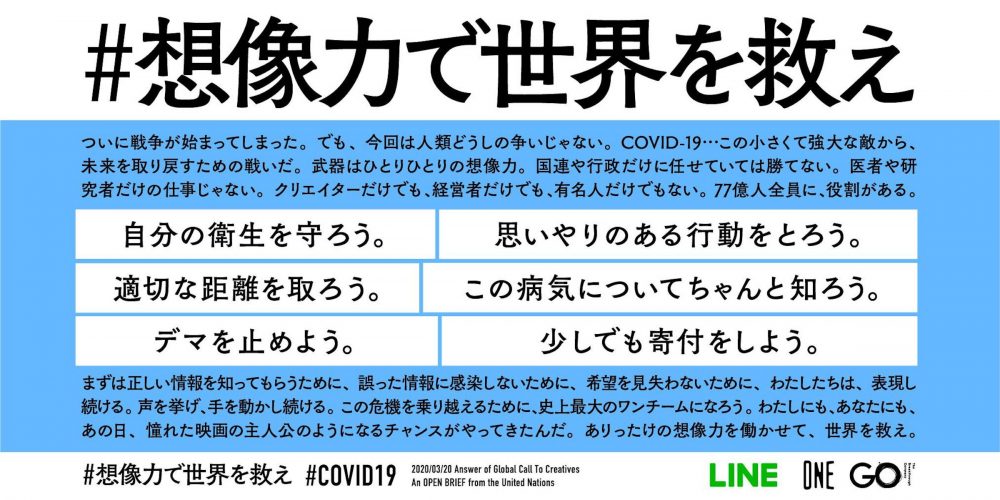 #想像力で世界を救え
ついに戦争が始まってしまった。でも、今回は人類どうしの争いじゃない。COVID-19…この小さくて強大な敵から、
未来を取り戻すための戦いだ。武器はひとりひとりの想像力。国連や行政だけに任せていては勝てない。医者や研
究者だけの仕事じゃない。クリエイターだけでも、経営者だけでも、有名人だけでもない。77億人全員に、役割がある。
自分の衛生を守ろう。
思いやりのある行動をとろう。
適切な距離を取ろう。
この病気についてちゃんと知ろう。
デマを止めよう。
少しでも寄付をしよう。
まずは正しい情報を知ってもらうために、誤った情報に感染しないために、希望を見失わないために、わたしたちは、表現し
続ける。声を挙げ、手を動かし続ける。この危機を乗り越えるために、史上最大のワンチームになろう。わたしにも、あなたにも、
あの日、憧れた映画の主人公のようになるチャンスがやってきたんだ。ありったけの想像力を働かせて、世界を救え。
#想像力で世界を救え #COVID19
2020/03/20 Answer of Global Call To Creatives
An OPEN BRIEF from the United Nations
LINE
ONE
GO